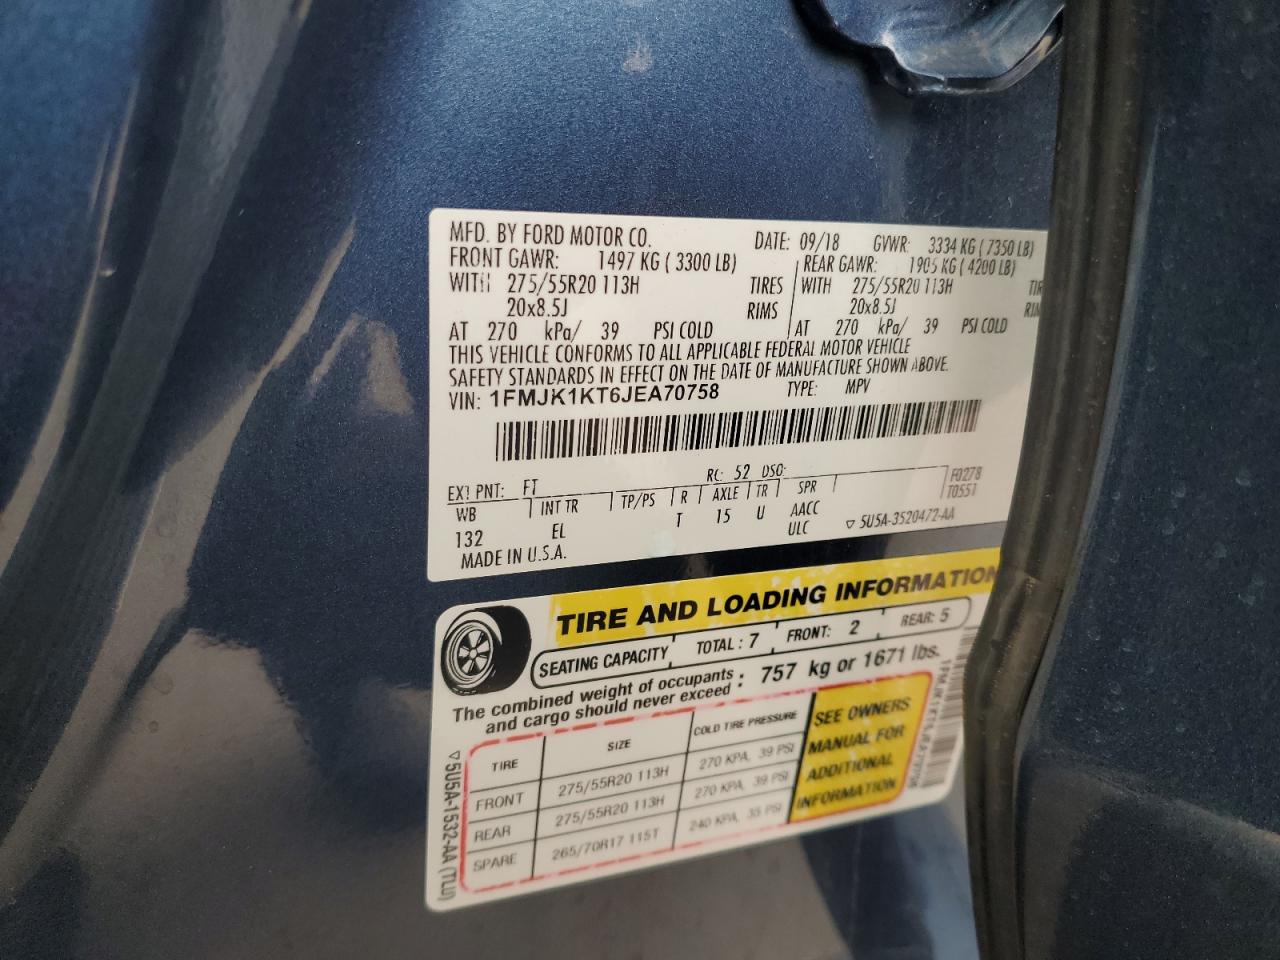 MFD. BY FORD MOTOR CO. DATE: 09/18 GVWR: 3334 KG ( 7350 LB)
FRONT GAWR: 1497 KG ( 3300 LB) REAR GAWR: 1905 KG ( 4200 LB)
WITH 275/55R20 113H TIRES WITH 275/55R20 113H
20x8.5J RIMS 20x8.5J
AT 270 kPa/ 39 PSI COLD AT 270 kPa/ 39 PSI COLD
THIS VEHICLE CONFORMS TO ALL APPLICABLE FEDERAL MOTOR VEHICLE
SAFETY STANDARDS IN EFFECT ON THE DATE OF MANUFACTURE SHOWN ABOVE.
VIN: 1FMJK1KT6JEA70758 TYPE: MPV
EXT PNT: FT RC: 52 DSO: F0278
WB INT TR TP/PS R AXLE TR SPR T0551
132 EL T 15 U AACC
ULC ▽ 5U5A-3520472-AA
MADE IN U.S.A.
TIRE AND LOADING INFORMATION
SEATING CAPACITY TOTAL : 7 FRONT: 2 REAR: 5
The combined weight of occupants and cargo should never exceed : 757 kg or 1671 lbs.
TIRE SIZE COLD TIRE PRESSURE
FRONT 275/55R20 113H 270 KPA, 39 PSI
REAR 275/55R20 113H 270 KPA, 39 PSI
SPARE 265/70R17 115T 240 KPA, 35 PSI
SEE OWNERS
MANUAL FOR
ADDITIONAL
INFORMATION
▽5U5A-1532-AA (TLU)
1FMJK1KT6JEA70758